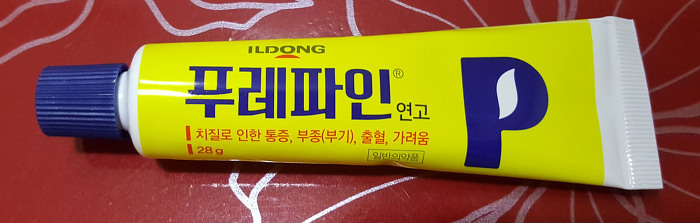 ILDONG
푸레파인® 연고
치질로 인한 통증, 부종(부기), 출혈, 가려움
28g
일반의약품
P